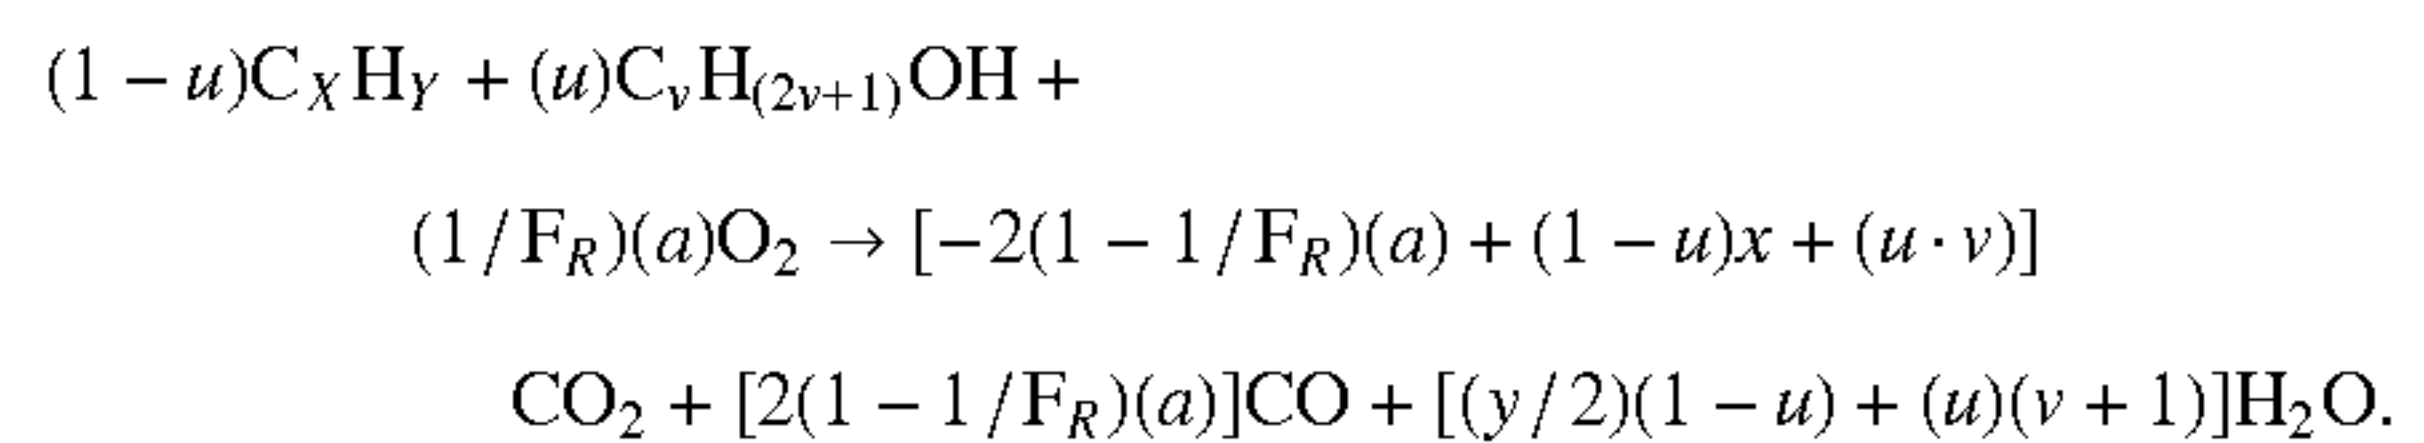 (1 − u)C_X H_Y + (u)C_v H_(2v+1) OH +
(1/F_R)(a)O_2 → [−2(1 − 1/F_R)(a) + (1 − u)x + (u · v)]
CO_2 + [2(1 − 1/F_R)(a)]CO + [(y/2)(1 − u) + (u)(v + 1)]H_2O.